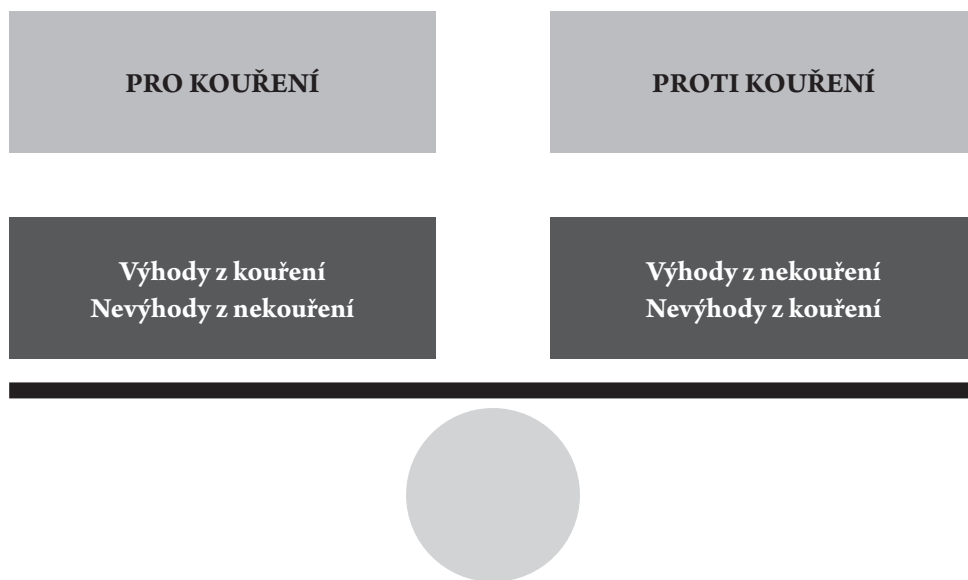 PRO KOUŘENÍ
PROTI KOUŘENÍ
Výhody z kouření
Nevýhody z nekouření
Výhody z nekouření
Nevýhody z kouření